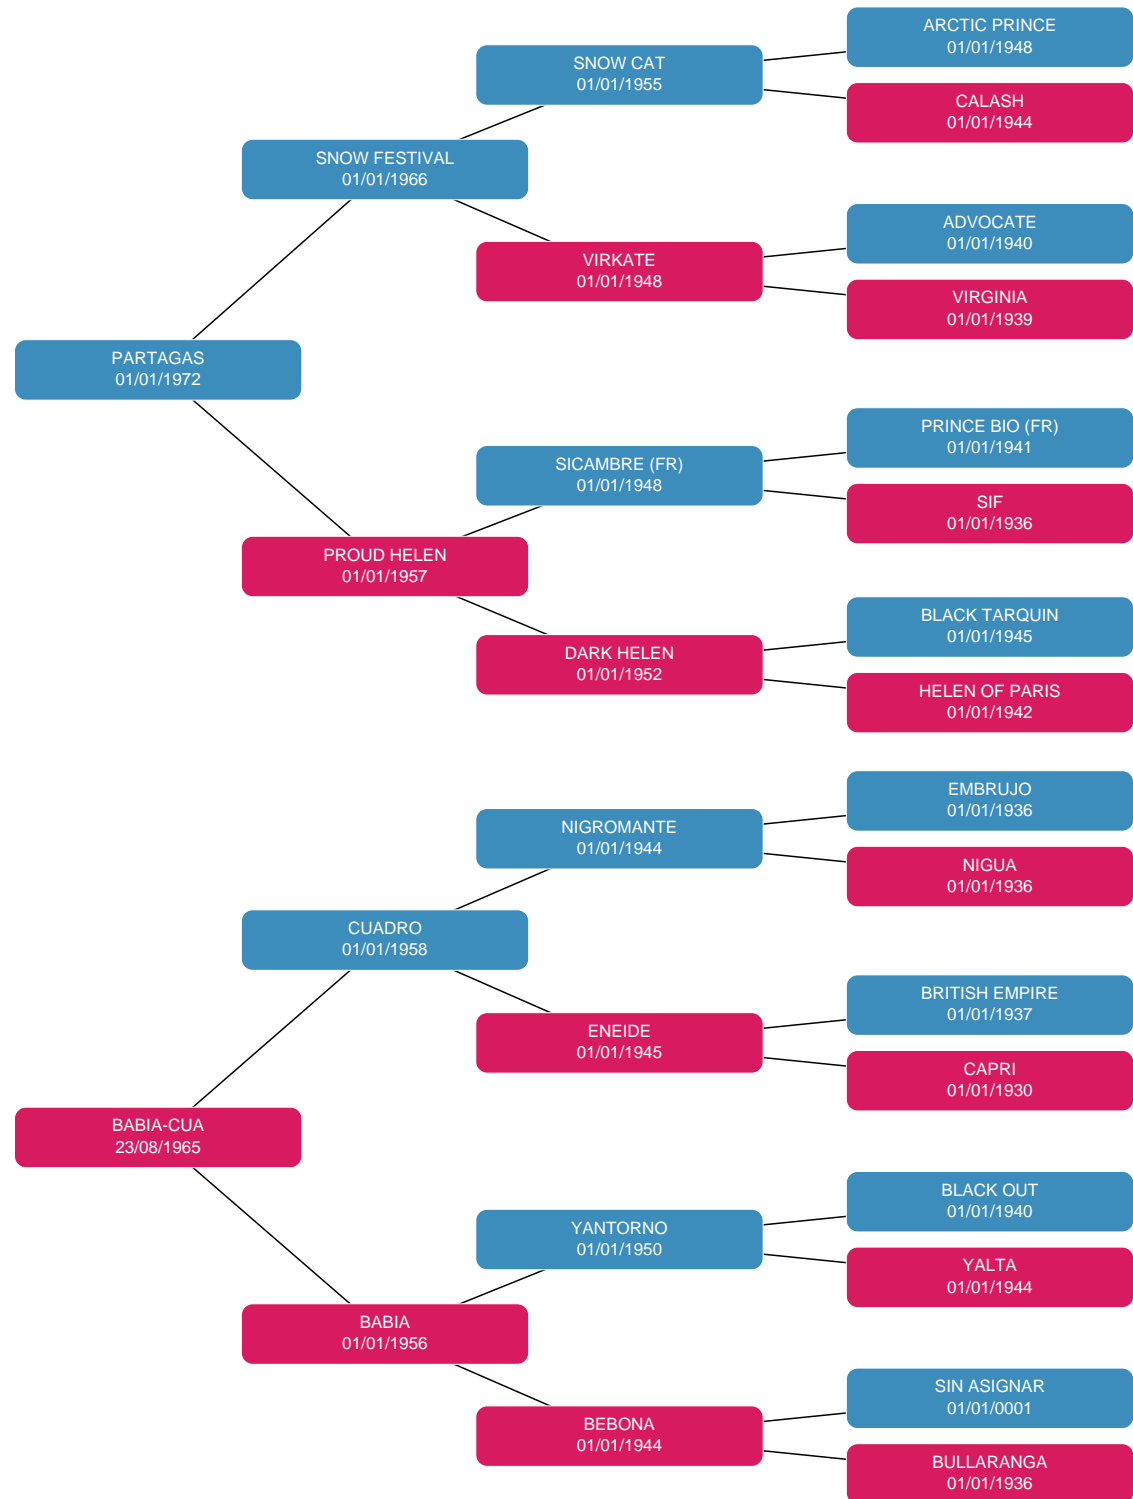 ARCTIC PRINCE
01/01/1948
SNOW CAT
01/01/1955
CALASH
01/01/1944
SNOW FESTIVAL
01/01/1966
ADVOCATE
01/01/1940
VIRKATE
01/01/1948
VIRGINIA
01/01/1939
PARTAGAS
01/01/1972
PRINCE BIO (FR)
01/01/1941
SICAMBRE (FR)
01/01/1948
SIF
01/01/1936
PROUD HELEN
01/01/1957
BLACK TARQUIN
01/01/1945
DARK HELEN
01/01/1952
HELEN OF PARIS
01/01/1942
EMBRUJO
01/01/1936
NIGROMANTE
01/01/1944
NIGUA
01/01/1936
CUADRO
01/01/1958
BRITISH EMPIRE
01/01/1937
ENEIDE
01/01/1945
CAPRI
01/01/1930
BABIA-CUA
23/08/1965
BLACK OUT
01/01/1940
YANTORNO
01/01/1950
YALTA
01/01/1944
BABIA
01/01/1956
SIN ASIGNAR
01/01/0001
BEBONA
01/01/1944
BULLARANGA
01/01/1936